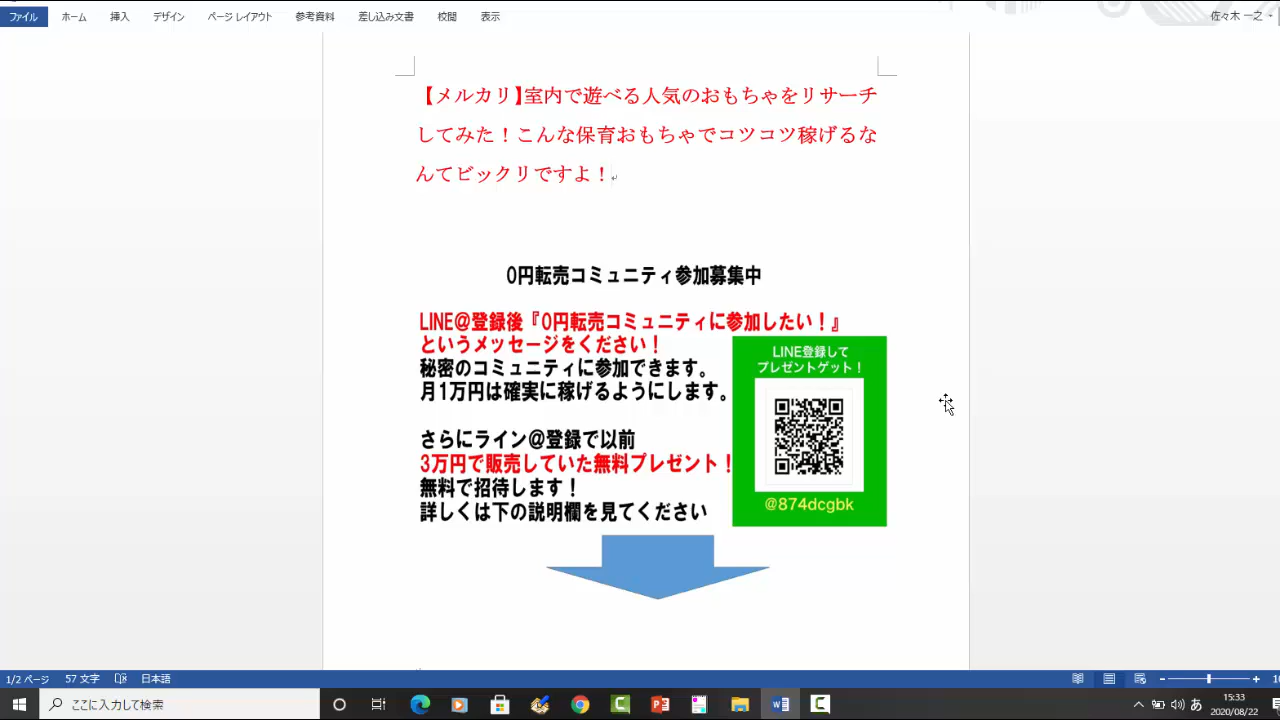 ファイル ホーム 挿入 デザイン ページ レイアウト 参考資料 差し込み文書 校閲 表示 佐々木 一之
【メルカリ】室内で遊べる人気のおもちゃをリサーチ
してみた！こんな保育おもちゃでコツコツ稼げるな
んてビックリですよ！
0円転売コミュニティ参加募集中
LINE@登録後『0円転売コミュニティに参加したい！』
というメッセージをください！
秘密のコミュニティに参加できます。
月1万円は確実に稼げるようにします。
さらにライン@登録で以前
3万円で販売していた無料プレゼント！
無料で招待します！
詳しくは下の説明欄を見てください
LINE登録して
プレゼントゲット！
@874dcgbk
1/2 ページ 57 文字 日本語
ここに入力して検索
あ 15:33
2020/08/22